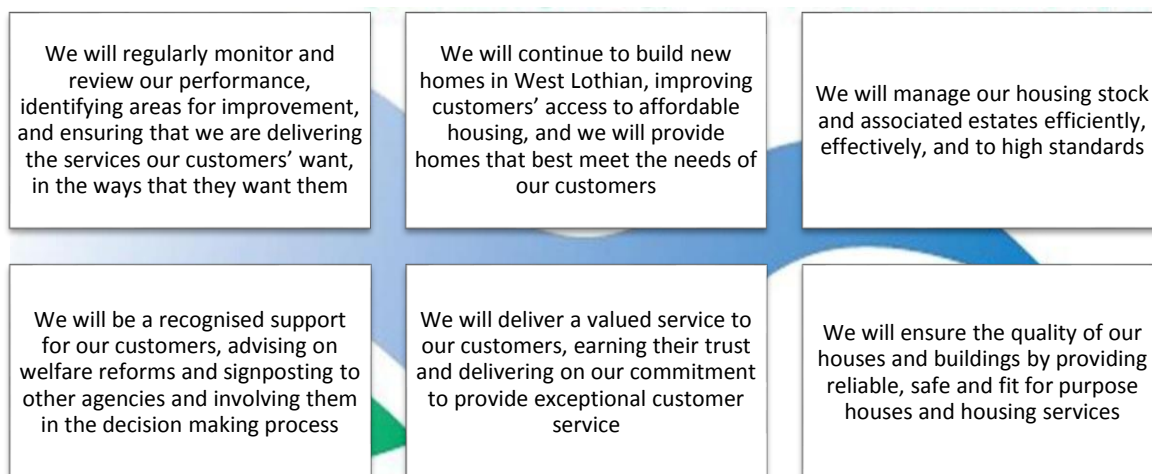 We will regularly monitor and
review our performance,
identifying areas for improvement,
and ensuring that we are delivering
the services our customers’ want,
in the ways that they want them
We will continue to build new
homes in West Lothian, improving
customers’ access to affordable
housing, and we will provide
homes that best meet the needs of
our customers
We will manage our housing stock
and associated estates efficiently,
effectively, and to high standards
We will be a recognised support
for our customers, advising on
welfare reforms and signposting to
other agencies and involving them
in the decision making process
We will deliver a valued service to
our customers, earning their trust
and delivering on our commitment
to provide exceptional customer
service
We will ensure the quality of our
houses and buildings by providing
reliable, safe and fit for purpose
houses and housing services